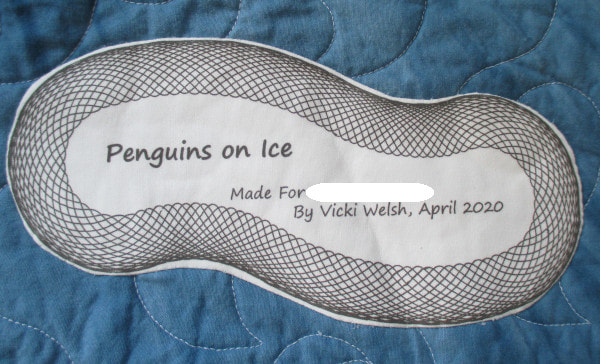 Penguins on Ice
Made For
By Vicki Welsh, April 2020